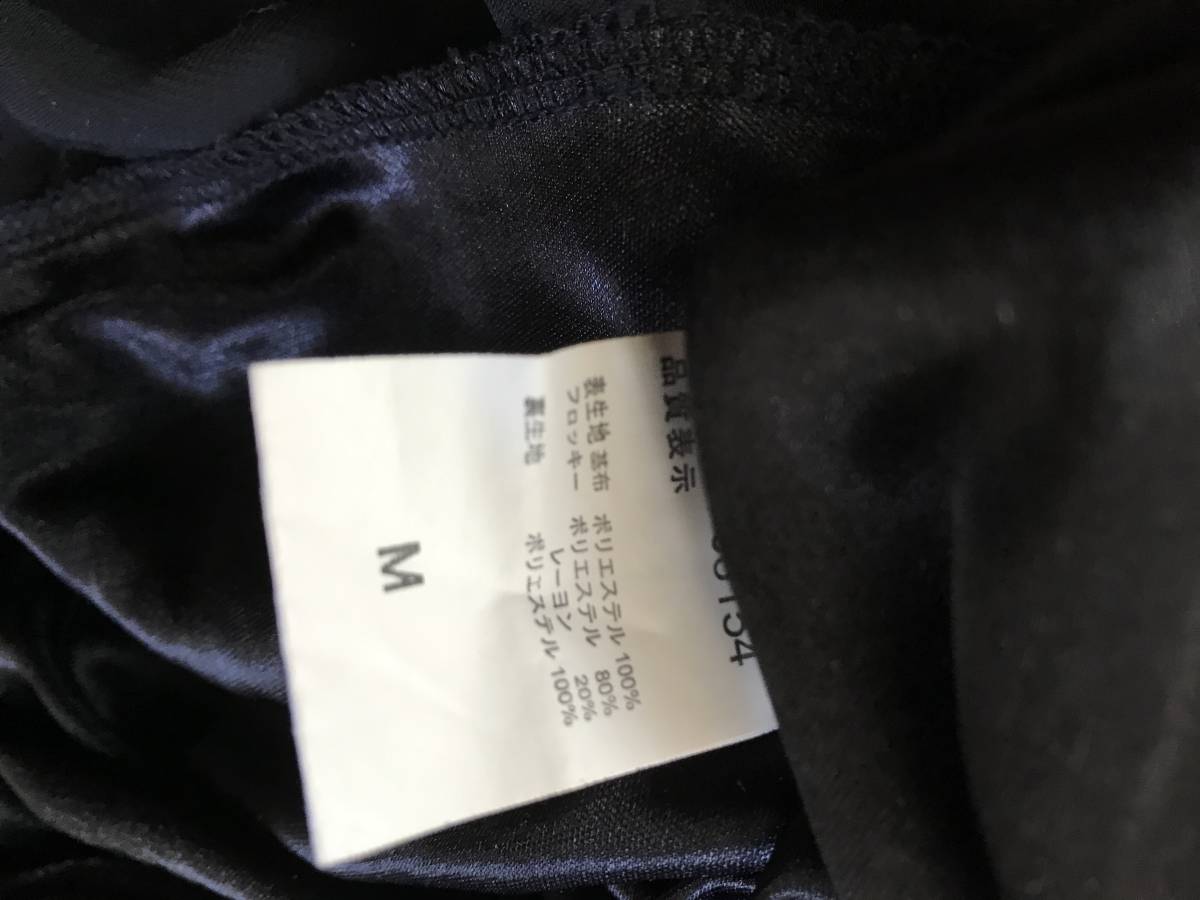 品質表示
表生地 基布 ポリエステル 100%
フロッキー ポリエステル 80%
レーヨン 20%
裏生地 ポリエステル 100%
M